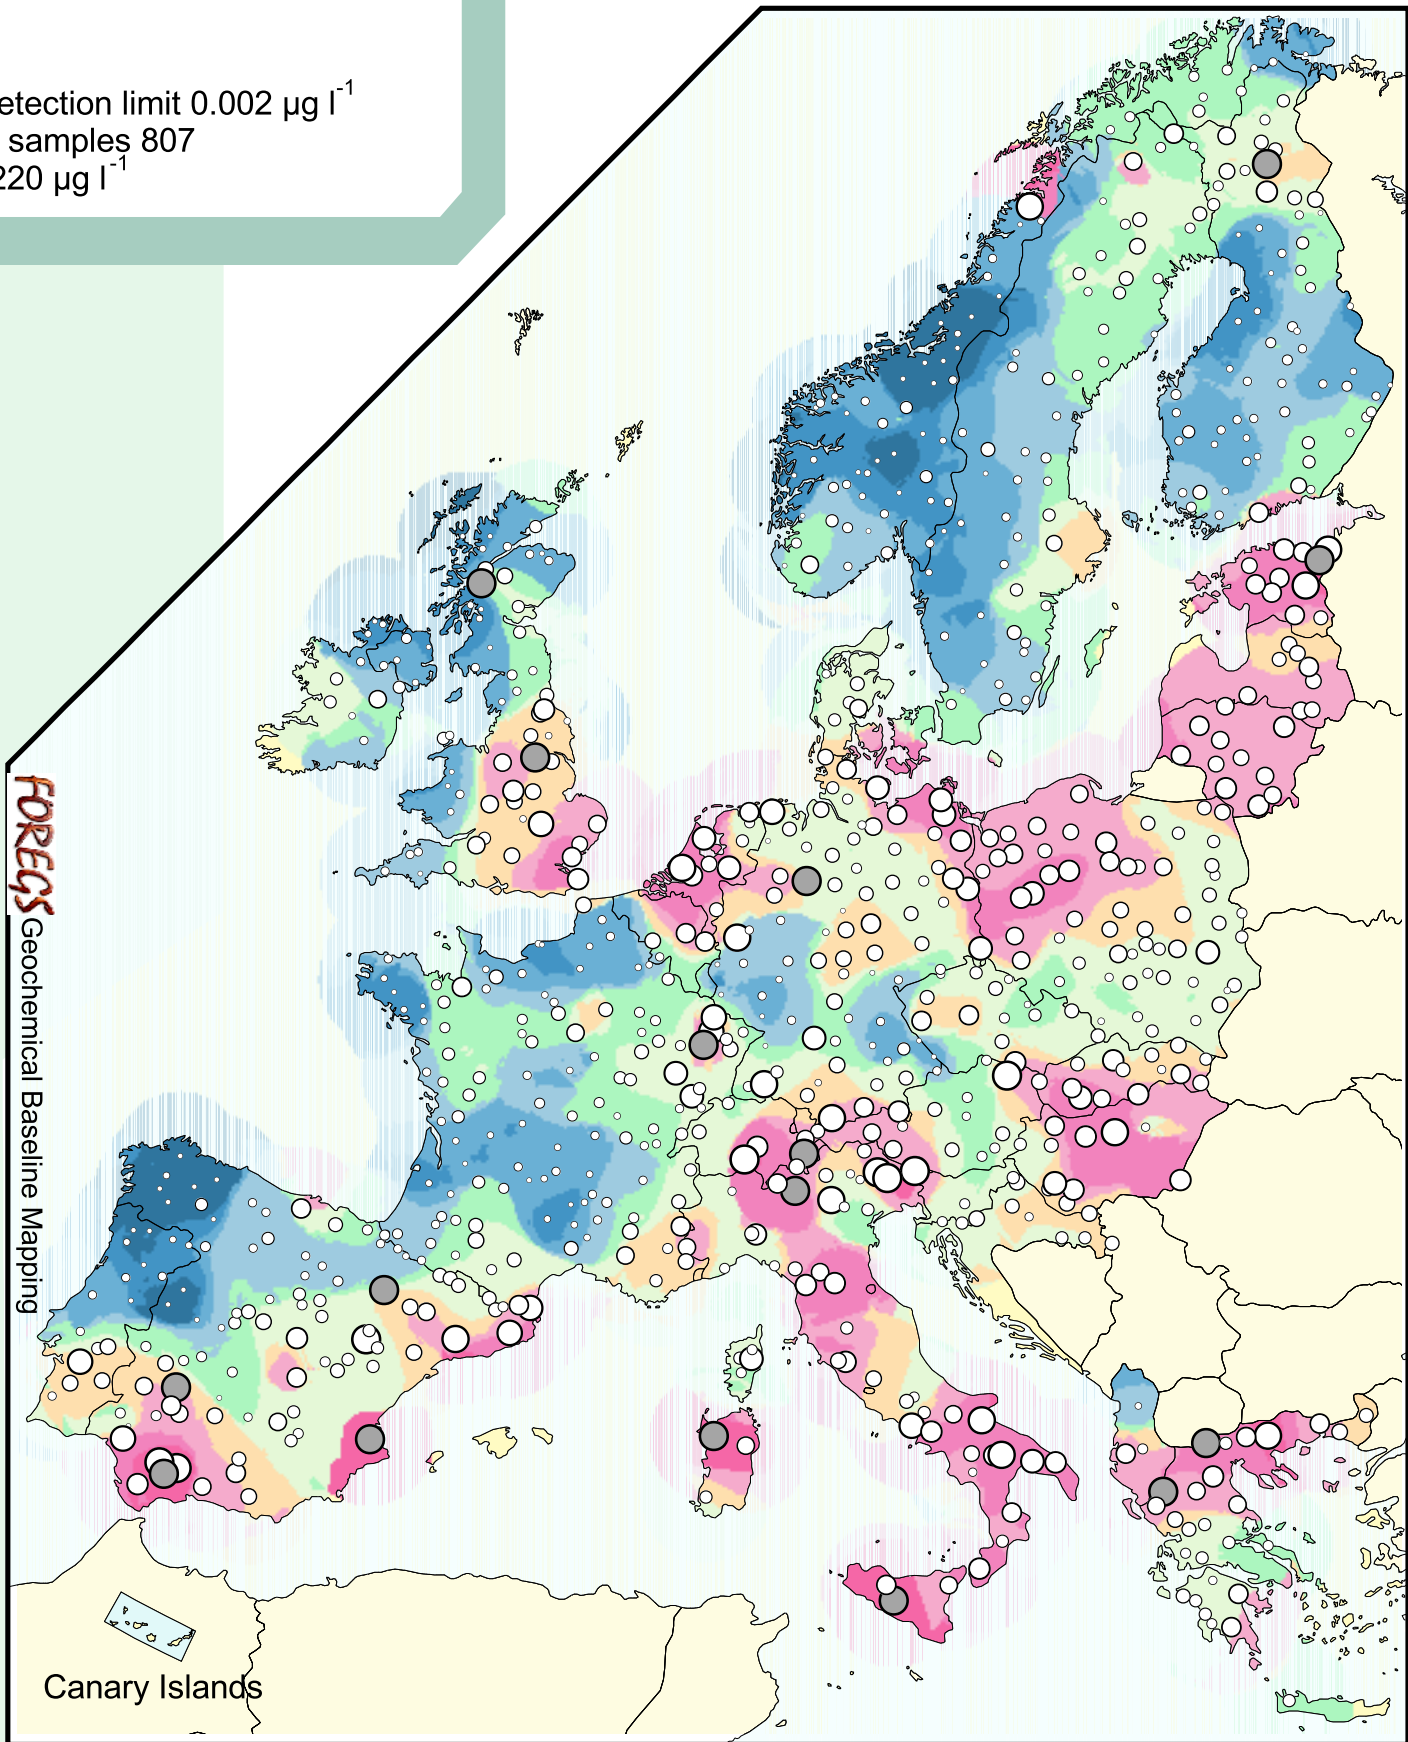 etection limit 0.002 µg l-1
samples 807
220 µg l-1
FOREGS Geochemical Baseline Mapping
Canary Islands